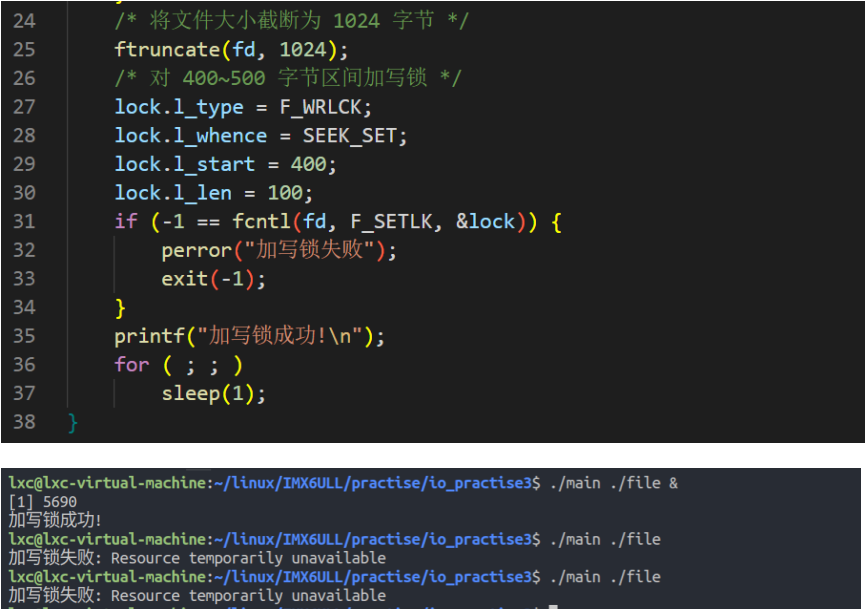 24 /* 将文件大小截断为 1024 字节 */
25 ftruncate(fd, 1024);
26 /* 对 400~500 字节区间加写锁 */
27 lock.l_type = F_WRLCK;
28 lock.l_whence = SEEK_SET;
29 lock.l_start = 400;
30 lock.l_len = 100;
31 if (-1 == fcntl(fd, F_SETLK, &lock)) {
32 perror("加写锁失败");
33 exit(-1);
34 }
35 printf("加写锁成功!\n");
36 for ( ; ; )
37 sleep(1);
38 }
lxc@lxc-virtual-machine:~/linux/IMX6ULL/practise/io_practise3$ ./main ./file &
[1] 5690
加写锁成功!
lxc@lxc-virtual-machine:~/linux/IMX6ULL/practise/io_practise3$ ./main ./file
加写锁失败: Resource temporarily unavailable
lxc@lxc-virtual-machine:~/linux/IMX6ULL/practise/io_practise3$ ./main ./file
加写锁失败: Resource temporarily unavailable